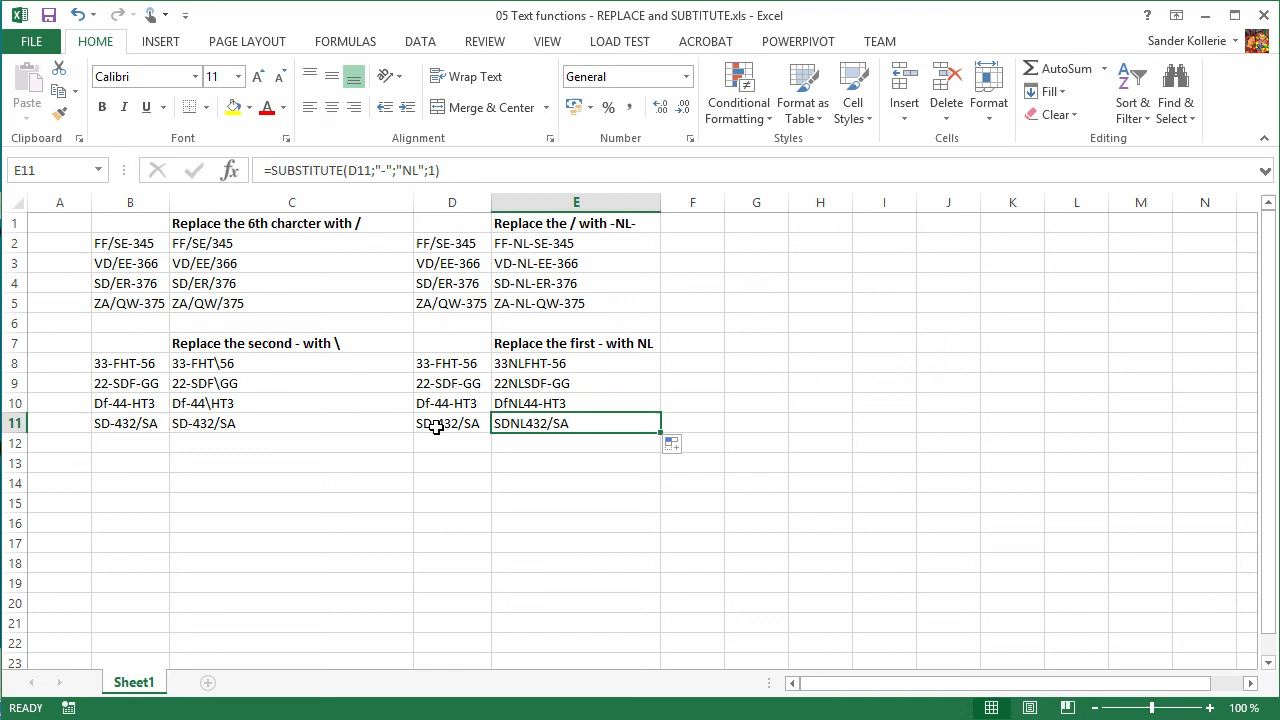 05 Text functions - REPLACE and SUBTITUTE.xls - Excel
FILE HOME INSERT PAGE LAYOUT FORMULAS DATA REVIEW VIEW LOAD TEST ACROBAT POWERPIVOT TEAM Sander Kollerie
Paste Calibri 11 Wrap Text General Conditional Formatting Format as Table Cell Styles Insert Delete Format AutoSum Sort & Filter Find & Select
B I U Merge & Center % Fill
Clear
Clipboard Font Alignment Number Styles Cells Editing
E11 fx =SUBSTITUTE(D11;"-";"NL";1)
A B C D E F G H I J K L M N
1 Replace the 6th charcter with / Replace the / with -NL-
2 FF/SE-345 FF/SE/345 FF/SE-345 FF-NL-SE-345
3 VD/EE-366 VD/EE/366 VD/EE-366 VD-NL-EE-366
4 SD/ER-376 SD/ER/376 SD/ER-376 SD-NL-ER-376
5 ZA/QW-375 ZA/QW/375 ZA/QW-375 ZA-NL-QW-375
6
7 Replace the second - with \ Replace the first - with NL
8 33-FHT-56 33-FHT\56 33-FHT-56 33NLFHT-56
9 22-SDF-GG 22-SDF\GG 22-SDF-GG 22NLSDF-GG
10 Df-44-HT3 Df-44\HT3 Df-44-HT3 DfNL44-HT3
11 SD-432/SA SD-432/SA SD-432/SA SDNL432/SA
12
13
14
15
16
17
18
19
20
21
22
23
Sheet1
READY 100 %